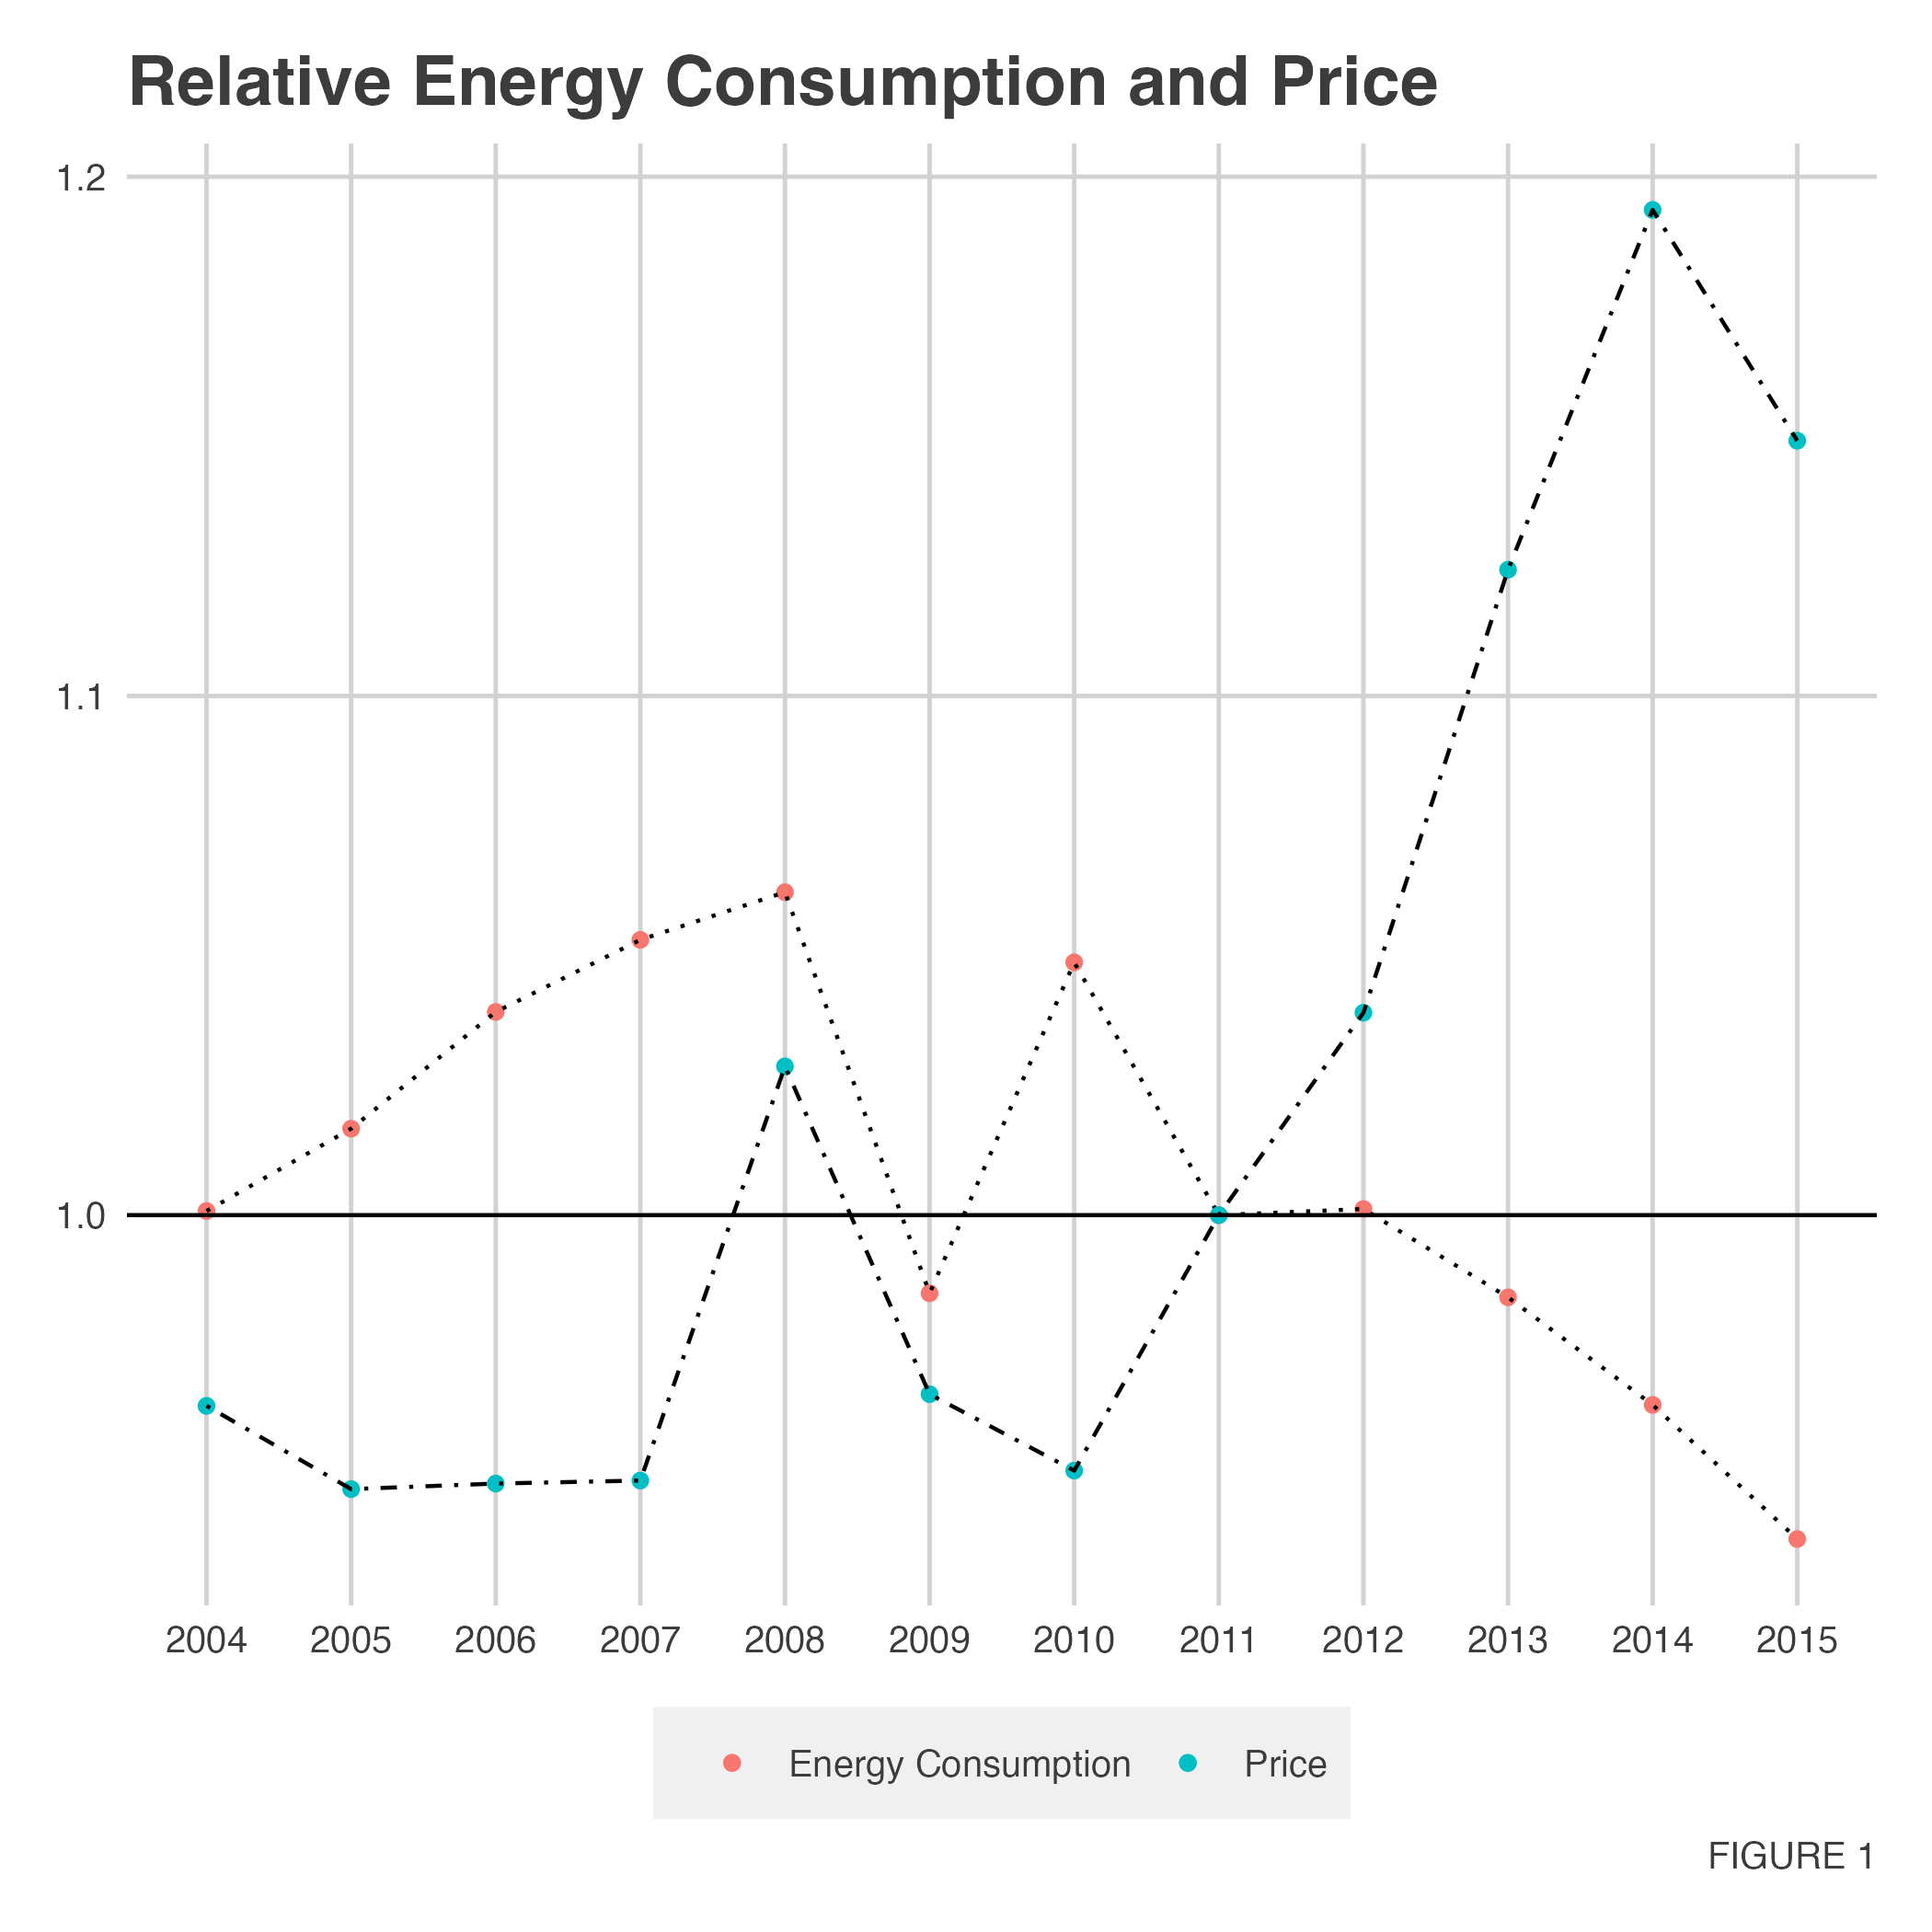 Relative Energy Consumption and Price
1.2
1.1
1.0
2004 2005 2006 2007 2008 2009 2010 2011 2012 2013 2014 2015
Energy Consumption Price
FIGURE 1